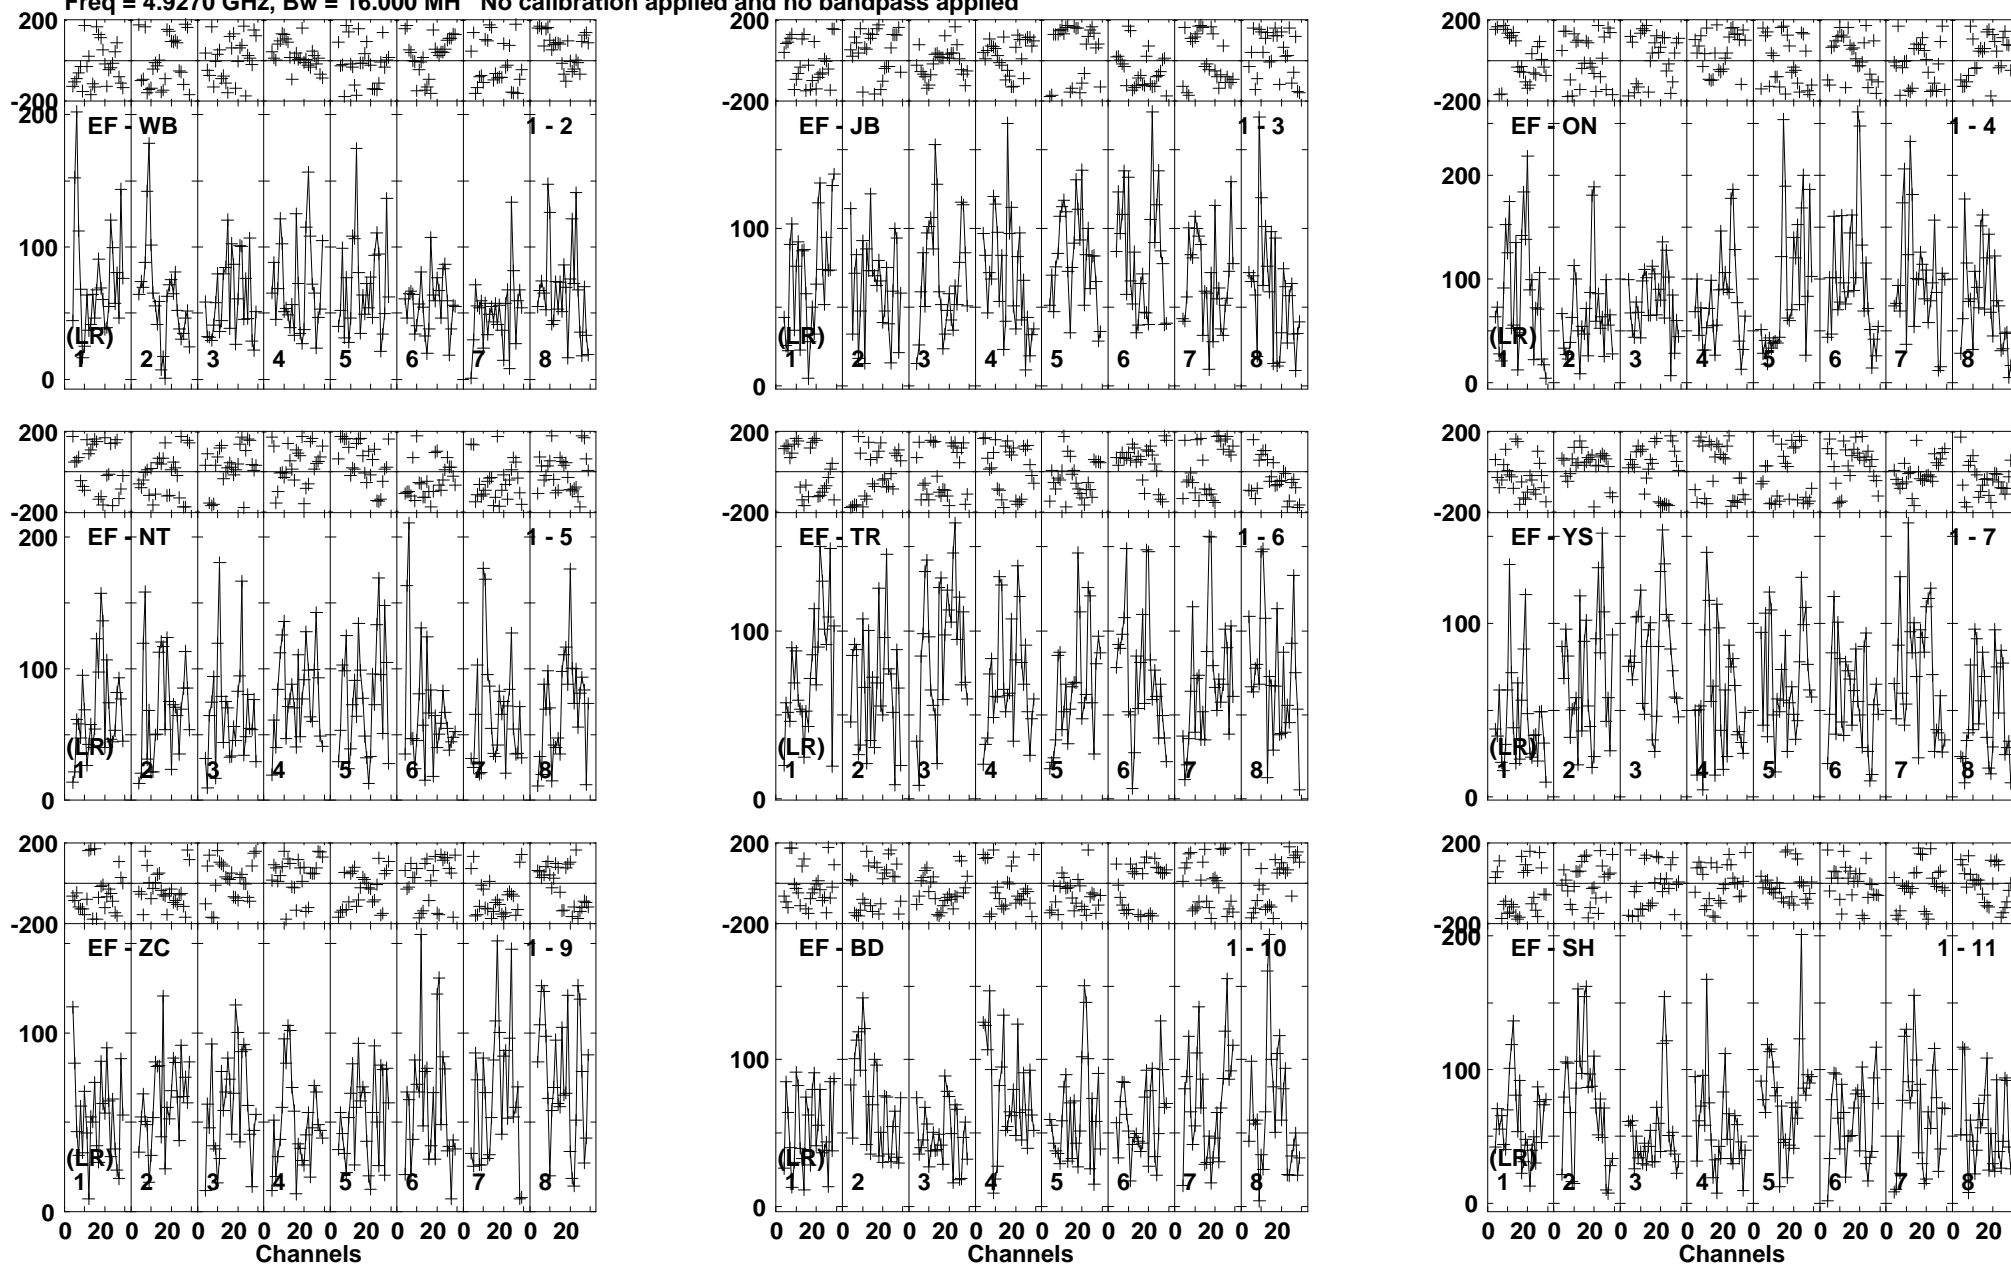 Freq = 4.9270 GHz, Bw = 16.000 MH No calibration applied and no bandpass applied
200 200 200
-200 -200 -200
200 EF - WB 1 - 2 EF - JB 1 - 3 EF - ON 1 - 4
200
100 100 100
(LR) (LR) (LR)
1 2 3 4 5 6 7 8 1 2 3 4 5 6 7 8 1 2 3 4 5 6 7 8
0 0 0
200 200 200
-200 -200 -200
200 EF - NT 1 - 5 EF - TR 1 - 6 EF - YS 1 - 7
100 100 100
(LR) (LR) (LR)
1 2 3 4 5 6 7 8 1 2 3 4 5 6 7 8 1 2 3 4 5 6 7 8
0 0 0
200 200 200
-200 -200 -200
200
EF - ZC 1 - 9 EF - BD 1 - 10 EF - SH 1 - 11
100 100 100
(LR) (LR) (LR)
1 2 3 4 5 6 7 8 1 2 3 4 5 6 7 8 1 2 3 4 5 6 7 8
0 0 0
0 20 0 20 0 20 0 20 0 20 0 20 0 20 0 20 0 20 0 20 0 20 0 20 0 20 0 20 0 20 0 20 0 20 0 20 0 20 0 20 0 20 0 20 0 20 0 20
Channels Channels Channels